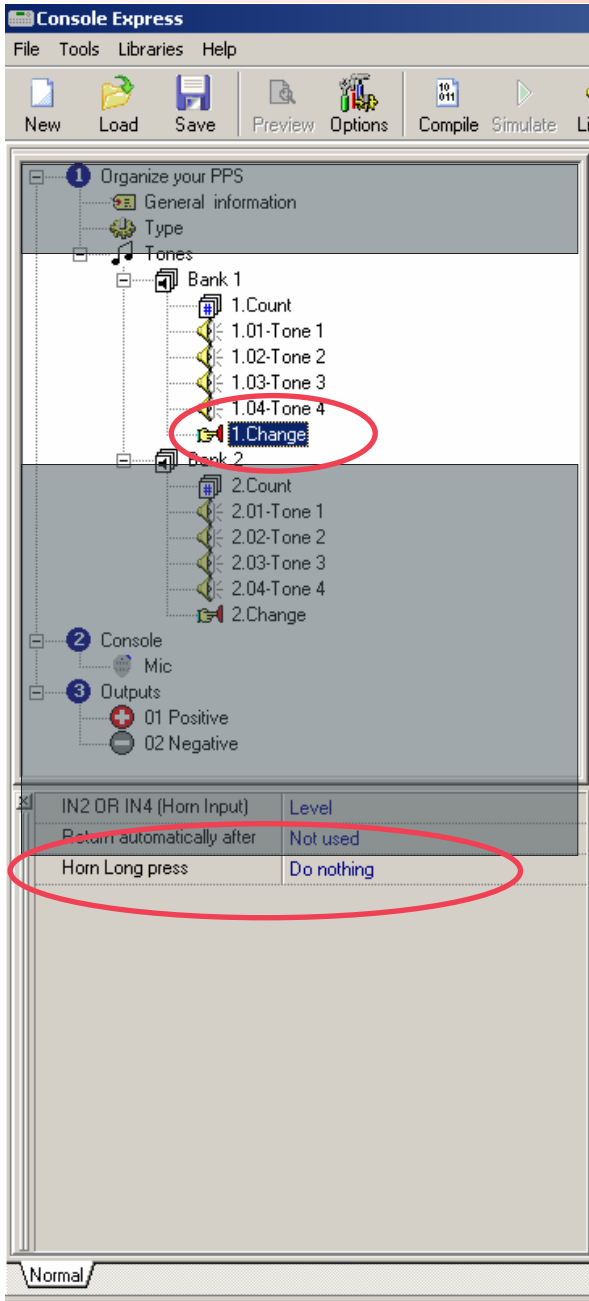 Console Express
File Tools Libraries Help
New Load Save Preview Options Compile Simulate Li
1 Organize your PPS
General information
Type
Tones
Bank 1
1.Count
1.01-Tone 1
1.02-Tone 2
1.03-Tone 3
1.04-Tone 4
1.Change
Bank 2
2.Count
2.01-Tone 1
2.02-Tone 2
2.03-Tone 3
2.04-Tone 4
2.Change
2 Console
Mic
3 Outputs
01 Positive
02 Negative
IN2 OR IN4 (Horn Input) Level
Return automatically after Not used
Horn Long press Do nothing
Normal